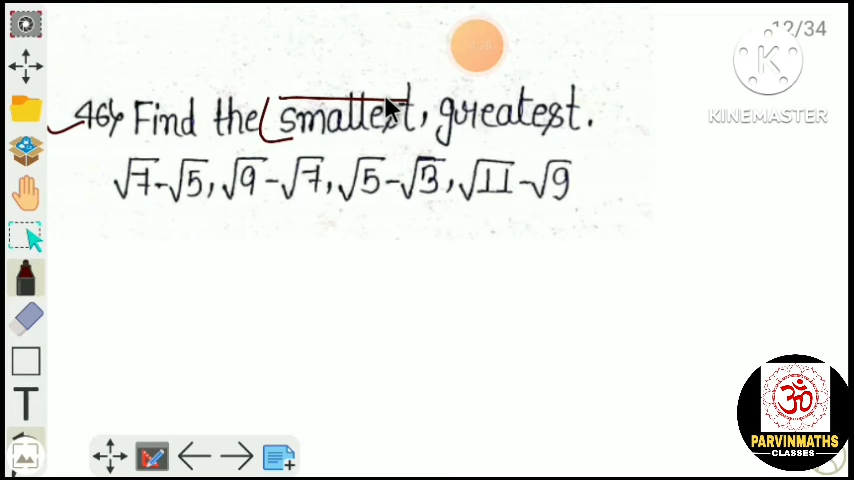 12/34
KINEMASTER
46) Find the smallest, greatest.
√7-√5, √9-√7, √5-√3, √11-√9
T
ॐ
PARVINMATHS
CLASSES